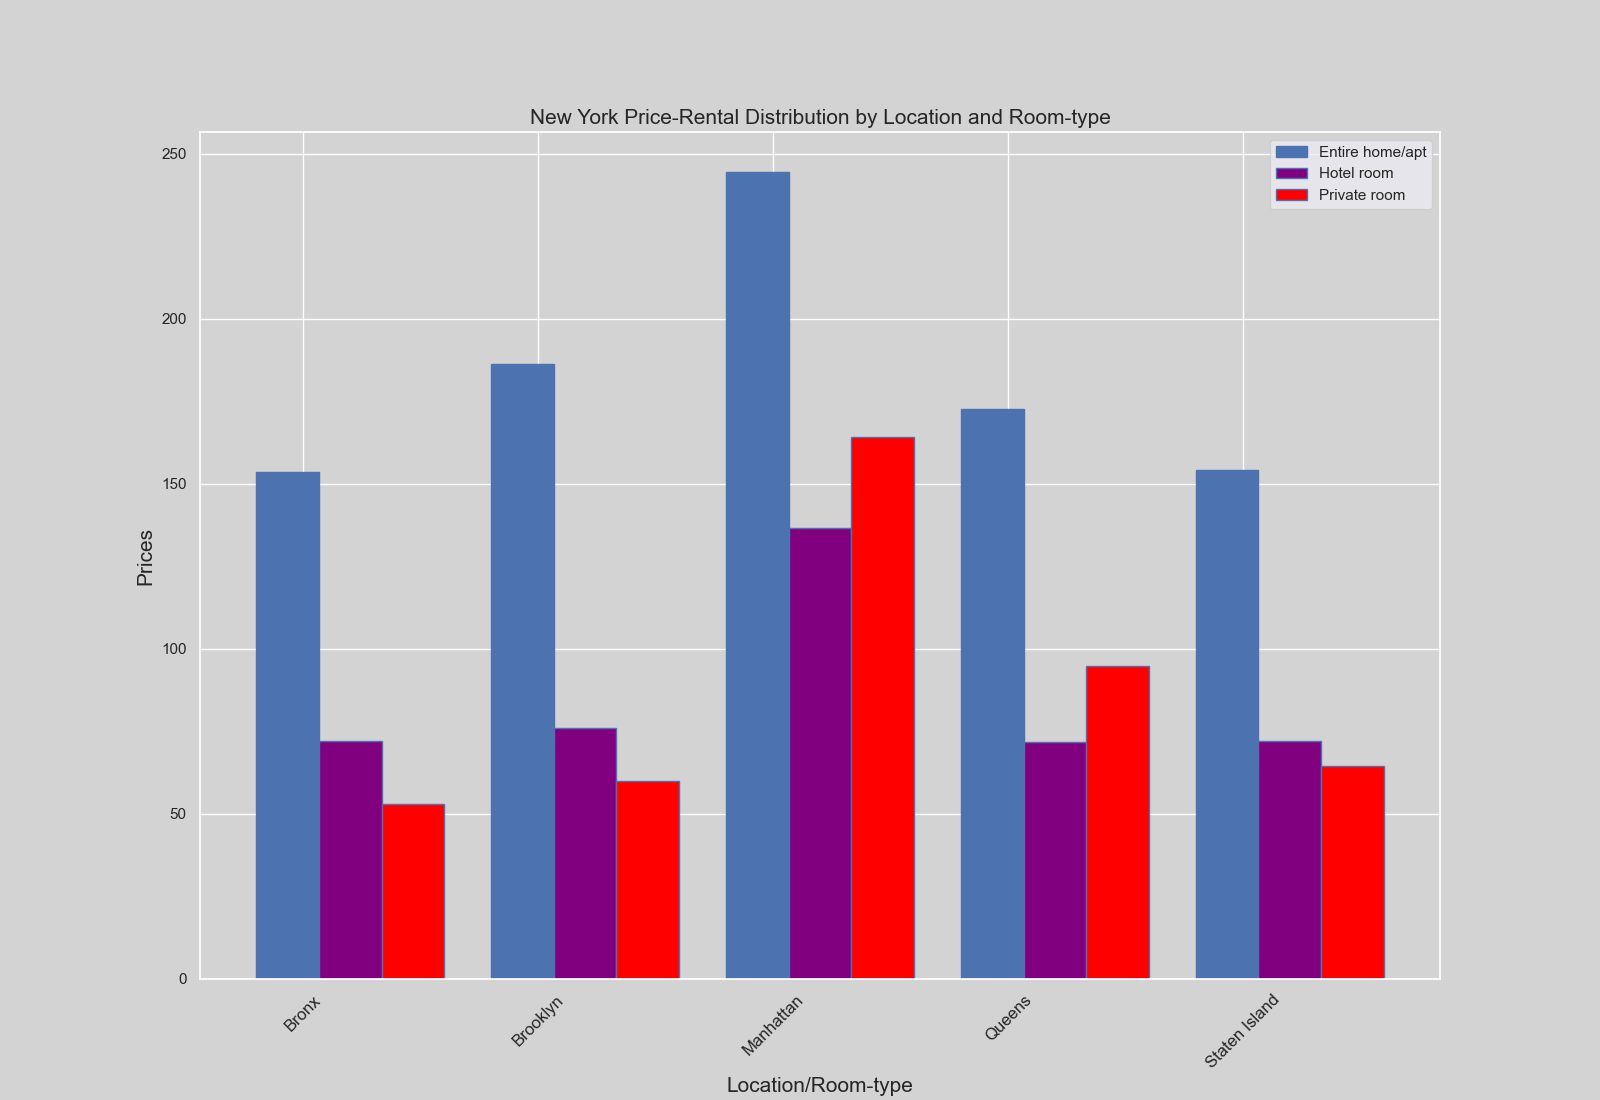 New York Price-Rental Distribution by Location and Room-type
Entire home/apt
Hotel room
Private room
250
200
150
100
50
0
Prices
Bronx
Brooklyn
Manhattan
Queens
Staten Island
Location/Room-type